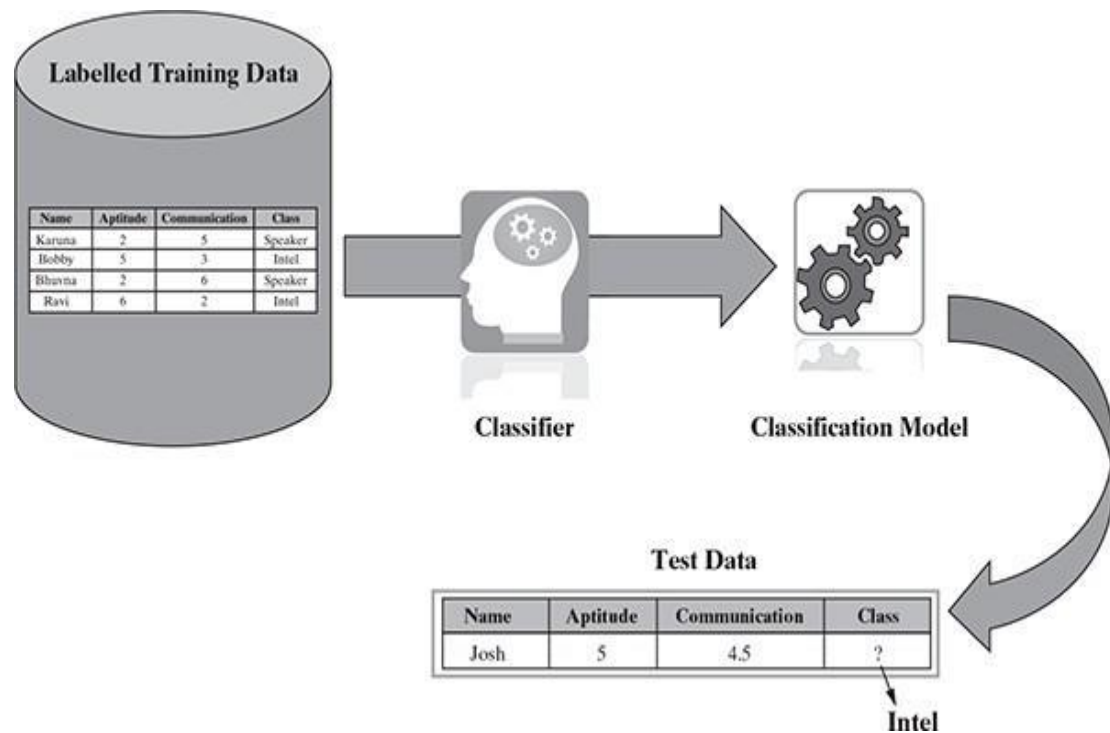 Labelled Training Data
Name Aptitude Communication Class
Karuna 2 5 Speaker
Bobby 5 3 Intel
Bhuvna 2 6 Speaker
Ravi 6 2 Intel
Classifier
Classification Model
Test Data
Name Aptitude Communication Class
Josh 5 4.5 ?
Intel